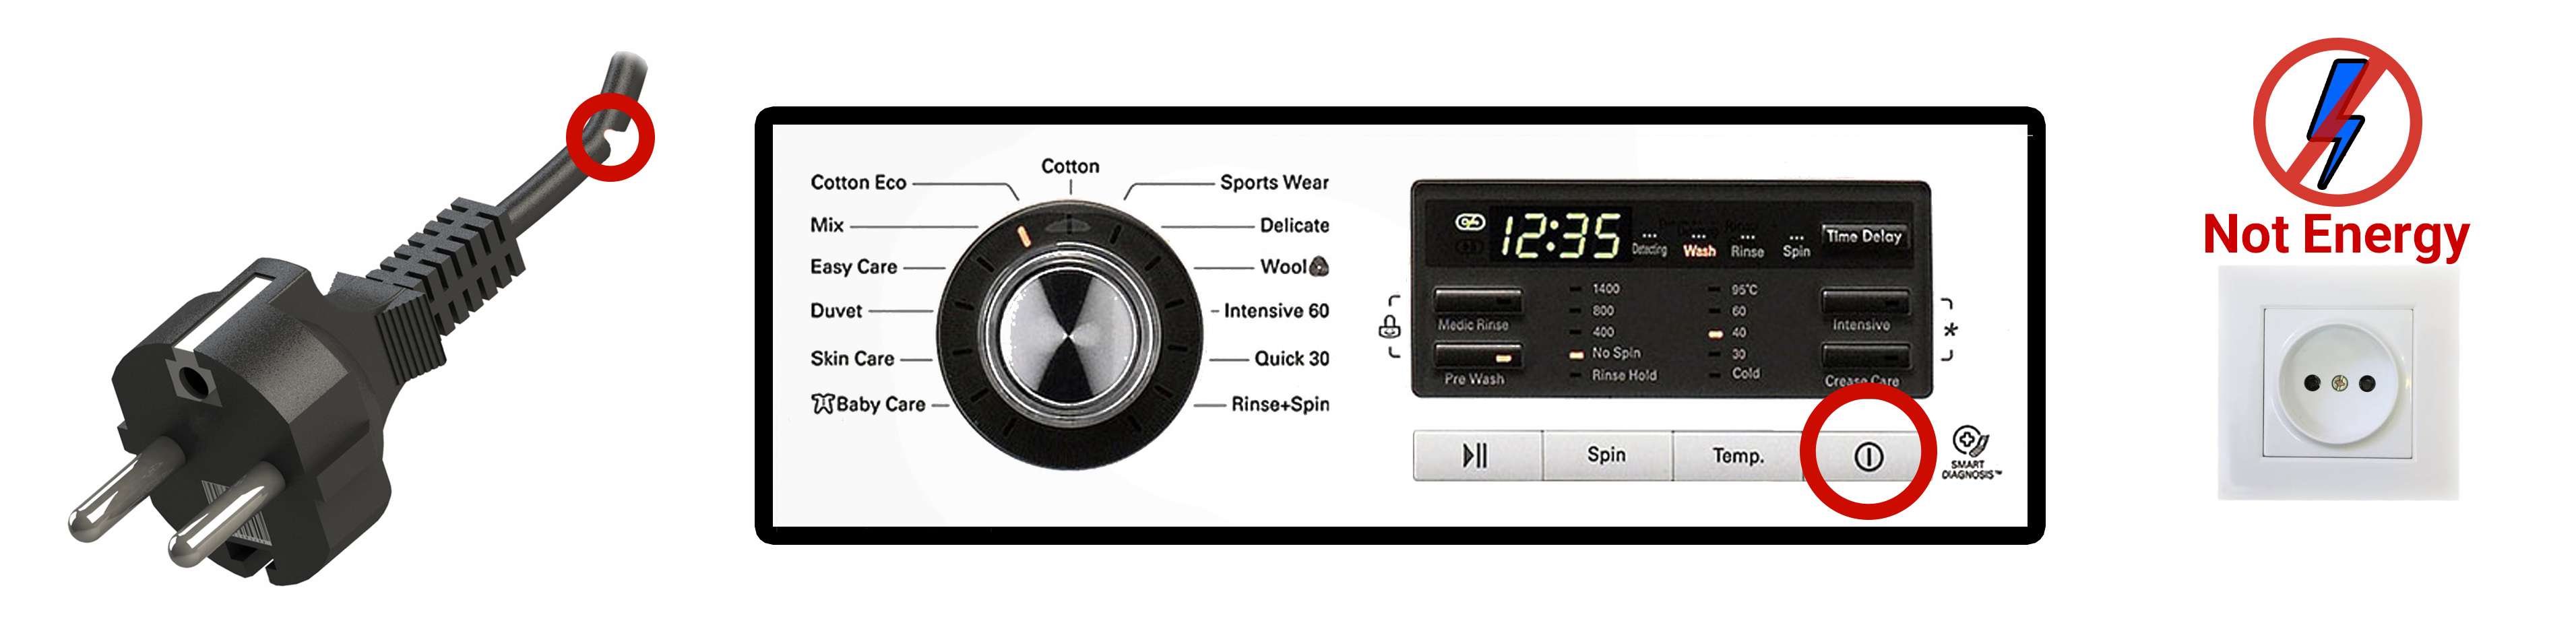 Cotton
Cotton Eco
Mix
Easy Care
Duvet
Skin Care
Baby Care
Sports Wear
Delicate
Wool
Intensive 60
Quick 30
Rinse+Spin
12:35
Detecting
Wash
Rinse
Spin
Time Delay
Medic Rinse
Pre Wash
1400
800
400
No Spin
Rinse Hold
95°C
60
40
30
Cold
Intensive
Crease Care
*
Spin
Temp.
SMART
DIAGNOSIS™
Not Energy